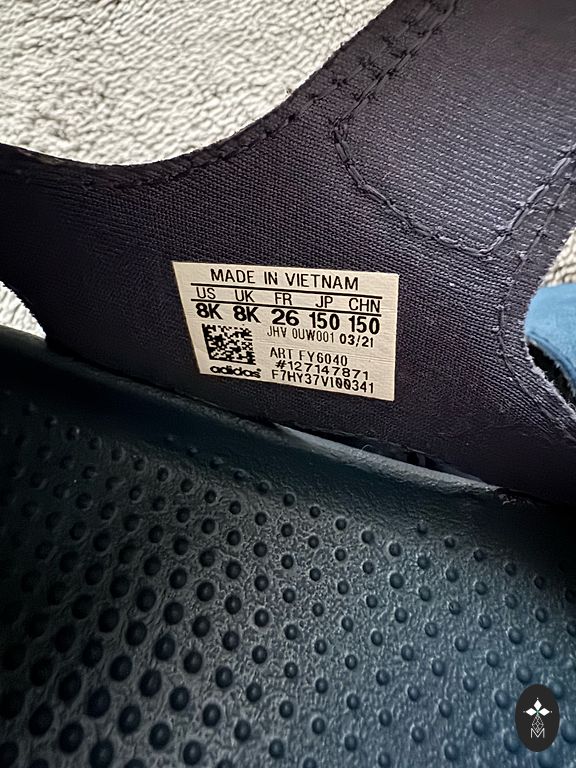 MADE IN VIETNAM
US UK FR JP CHN
8K 8K 26 150 150
JHV 0UW001 03/21
ART FY6040
#127147871
adidas F7HY37VI00341
M